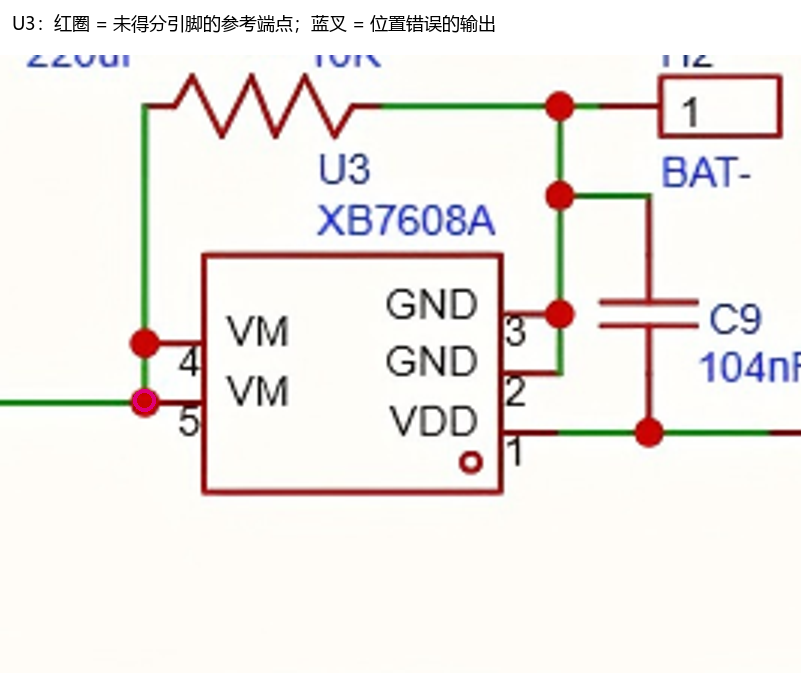 U3：红圈 = 未得分引脚的参考端点；蓝叉 = 位置错误的输出
220uF 10K H2
1
U3
BAT-
XB7608A
GND
VM
3
C9
4
GND
104nF
VM
2
5
VDD
1